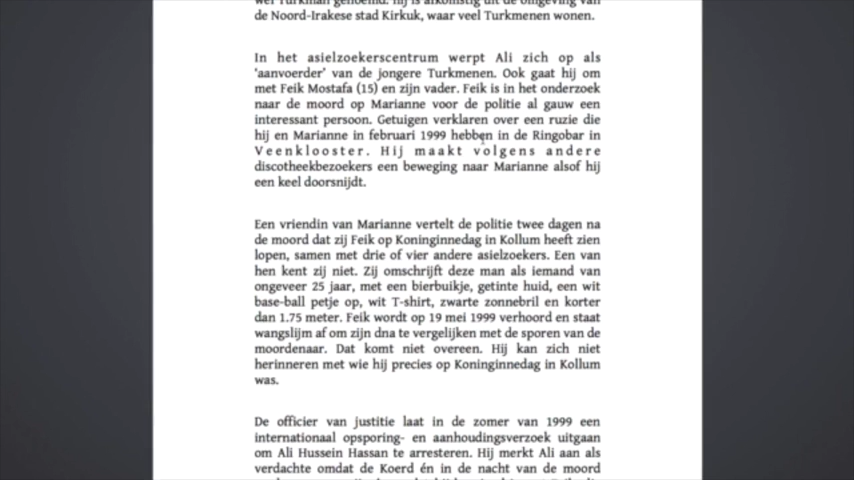 de Noord-Irakese stad Kirkuk, waar veel Turkmenen wonen.
In het asielzoekerscentrum werpt Ali zich op als
'aanvoerder' van de jongere Turkmenen. Ook gaat hij om
met Feik Mostafa (15) en zijn vader. Feik is in het onderzoek
naar de moord op Marianne voor de politie al gauw een
interessant persoon. Getuigen verklaren over een ruzie die
hij en Marianne in februari 1999 hebben in de Ringobar in
Veenklooster. Hij maakt volgens andere
discotheekbezoekers een beweging naar Marianne alsof hij
een keel doorsnijdt.
Een vriendin van Marianne vertelt de politie twee dagen na
de moord dat zij Feik op Koninginnedag in Kollum heeft zien
lopen, samen met drie of vier andere asielzoekers. Een van
hen kent zij niet. Zij omschrijft deze man als iemand van
ongeveer 25 jaar, met een bierbuikje, getinte huid, een wit
base-ball petje op, wit T-shirt, zwarte zonnebril en korter
dan 1.75 meter. Feik wordt op 19 mei 1999 verhoord en staat
wangslijm af om zijn dna te vergelijken met de sporen van de
moordenaar. Dat komt niet overeen. Hij kan zich niet
herinneren met wie hij precies op Koninginnedag in Kollum
was.
De officier van justitie laat in de zomer van 1999 een
internationaal opsporing- en aanhoudingsverzoek uitgaan
om Ali Hussein Hassan te arresteren. Hij merkt Ali aan als
verdachte omdat de Koerd én in de nacht van de moord